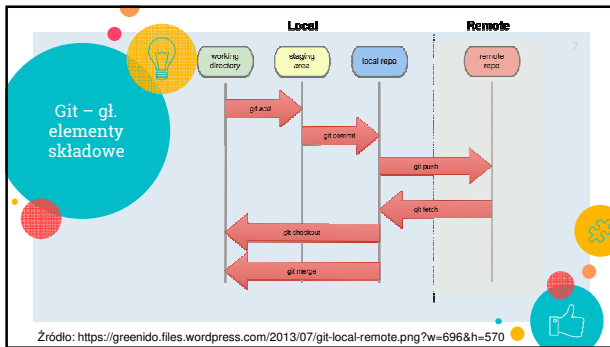 Local
Remote
7
working
directory
staging
area
local repo
remote
repo
Git – gł.
elementy
składowe
git add
git commit
git push
git fetch
git checkout
git merge
Źródło: https://greenido.files.wordpress.com/2013/07/git-local-remote.png?w=696&h=570